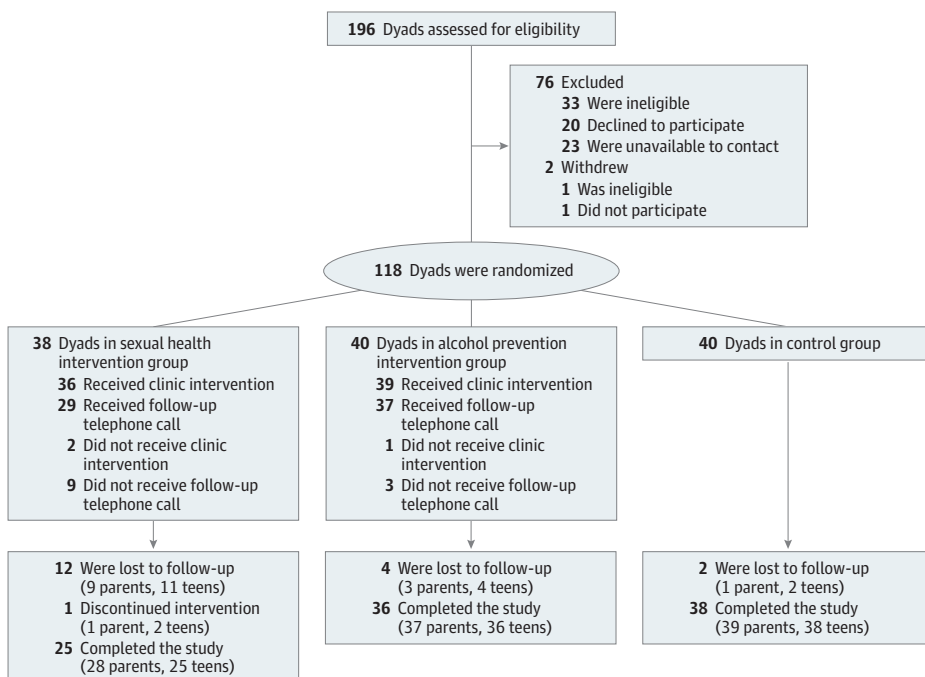 196 Dyads assessed for eligibility
76 Excluded
33 Were ineligible
20 Declined to participate
23 Were unavailable to contact
2 Withdrew
1 Was ineligible
1 Did not participate
118 Dyads were randomized
38 Dyads in sexual health
intervention group
36 Received clinic intervention
29 Received follow-up
telephone call
2 Did not receive clinic
intervention
9 Did not receive follow-up
telephone call
40 Dyads in alcohol prevention
intervention group
39 Received clinic intervention
37 Received follow-up
telephone call
1 Did not receive clinic
intervention
3 Did not receive follow-up
telephone call
40 Dyads in control group
12 Were lost to follow-up
(9 parents, 11 teens)
1 Discontinued intervention
(1 parent, 2 teens)
25 Completed the study
(28 parents, 25 teens)
4 Were lost to follow-up
(3 parents, 4 teens)
36 Completed the study
(37 parents, 36 teens)
2 Were lost to follow-up
(1 parent, 2 teens)
38 Completed the study
(39 parents, 38 teens)